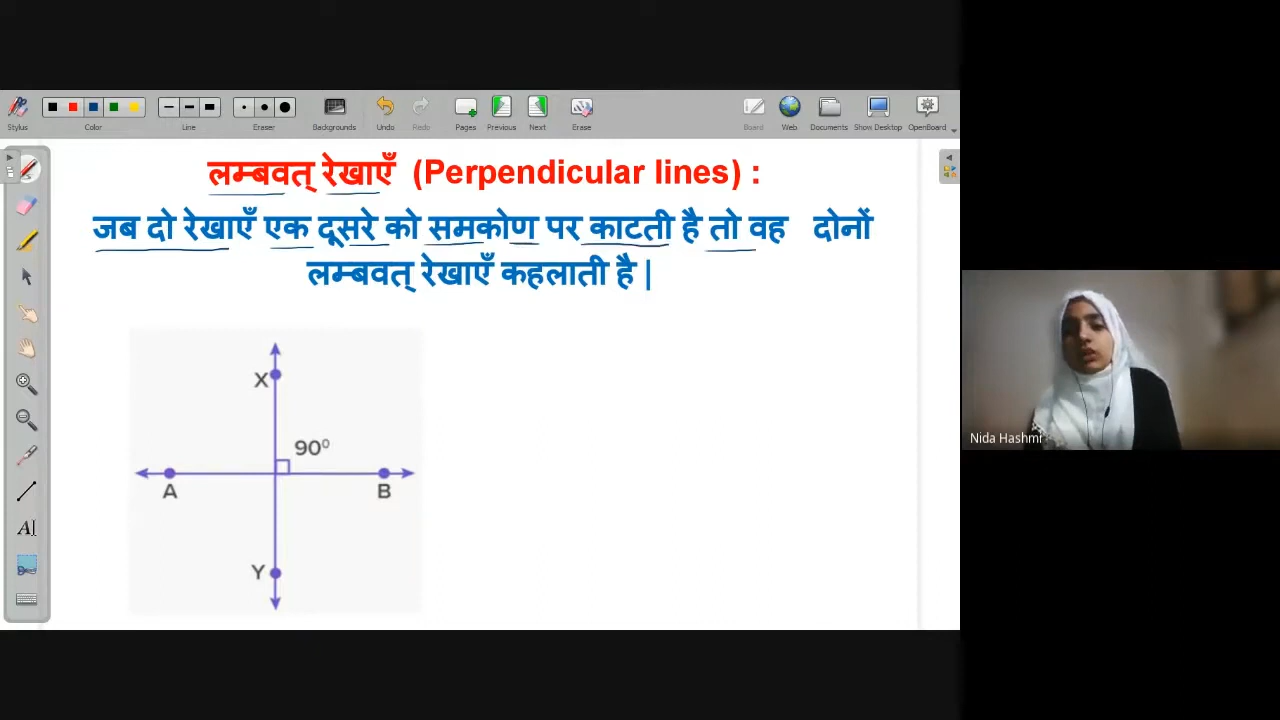 Stylus Color Line Eraser Backgrounds Undo Redo Pages Previous Next Erase Board Web Documents Show Desktop OpenBoard
लम्बवत् रेखाएँ (Perpendicular lines) :
जब दो रेखाएँ एक दूसरे को समकोण पर काटती है तो वह दोनों
लम्बवत् रेखाएँ कहलाती है |
X
90⁰
A B
Y
Nida Hashmi